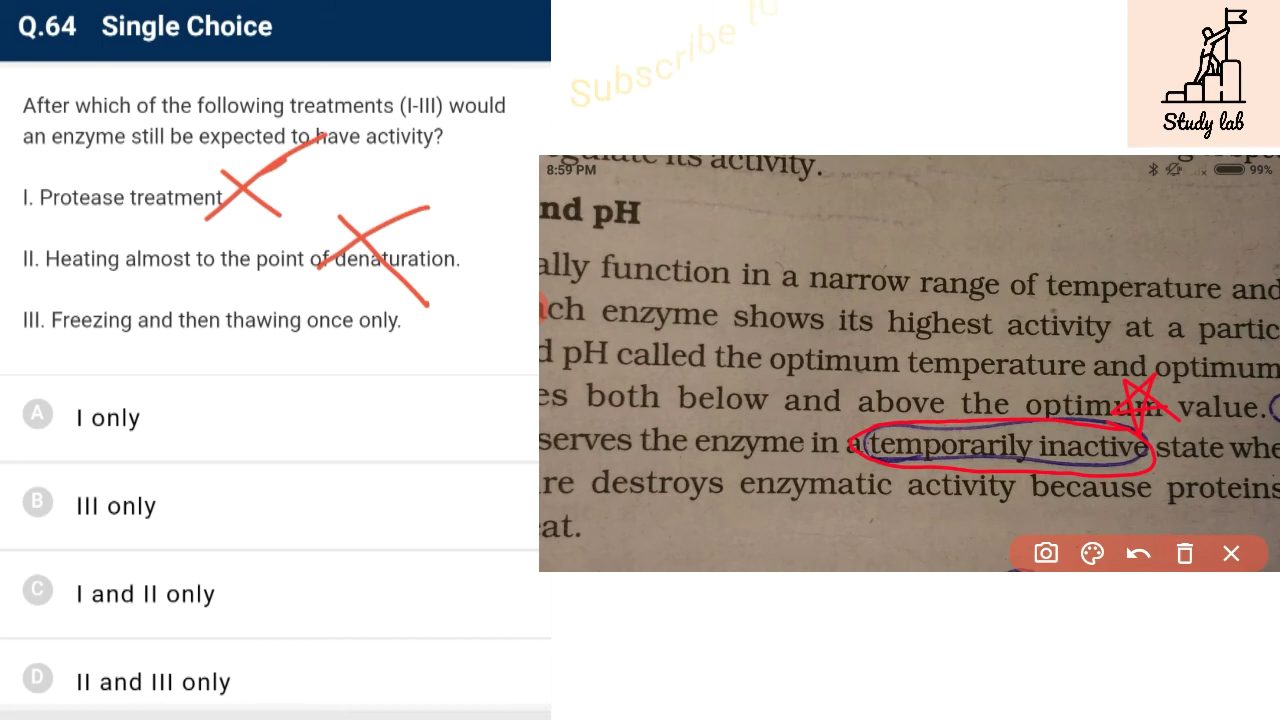 Q.64 Single Choice
After which of the following treatments (I-III) would
an enzyme still be expected to have activity?
I. Protease treatment
II. Heating almost to the point of denaturation.
III. Freezing and then thawing once only.
A I only
B III only
C I and II only
D II and III only
Subscribe to
Study lab
its activity.
8:59 PM
99%
nd pH
ally function in a narrow range of temperature and
ch enzyme shows its highest activity at a partic
d pH called the optimum temperature and optimum
es both below and above the optimum value.
serves the enzyme in a temporarily inactive state whe
re destroys enzymatic activity because proteins
at.